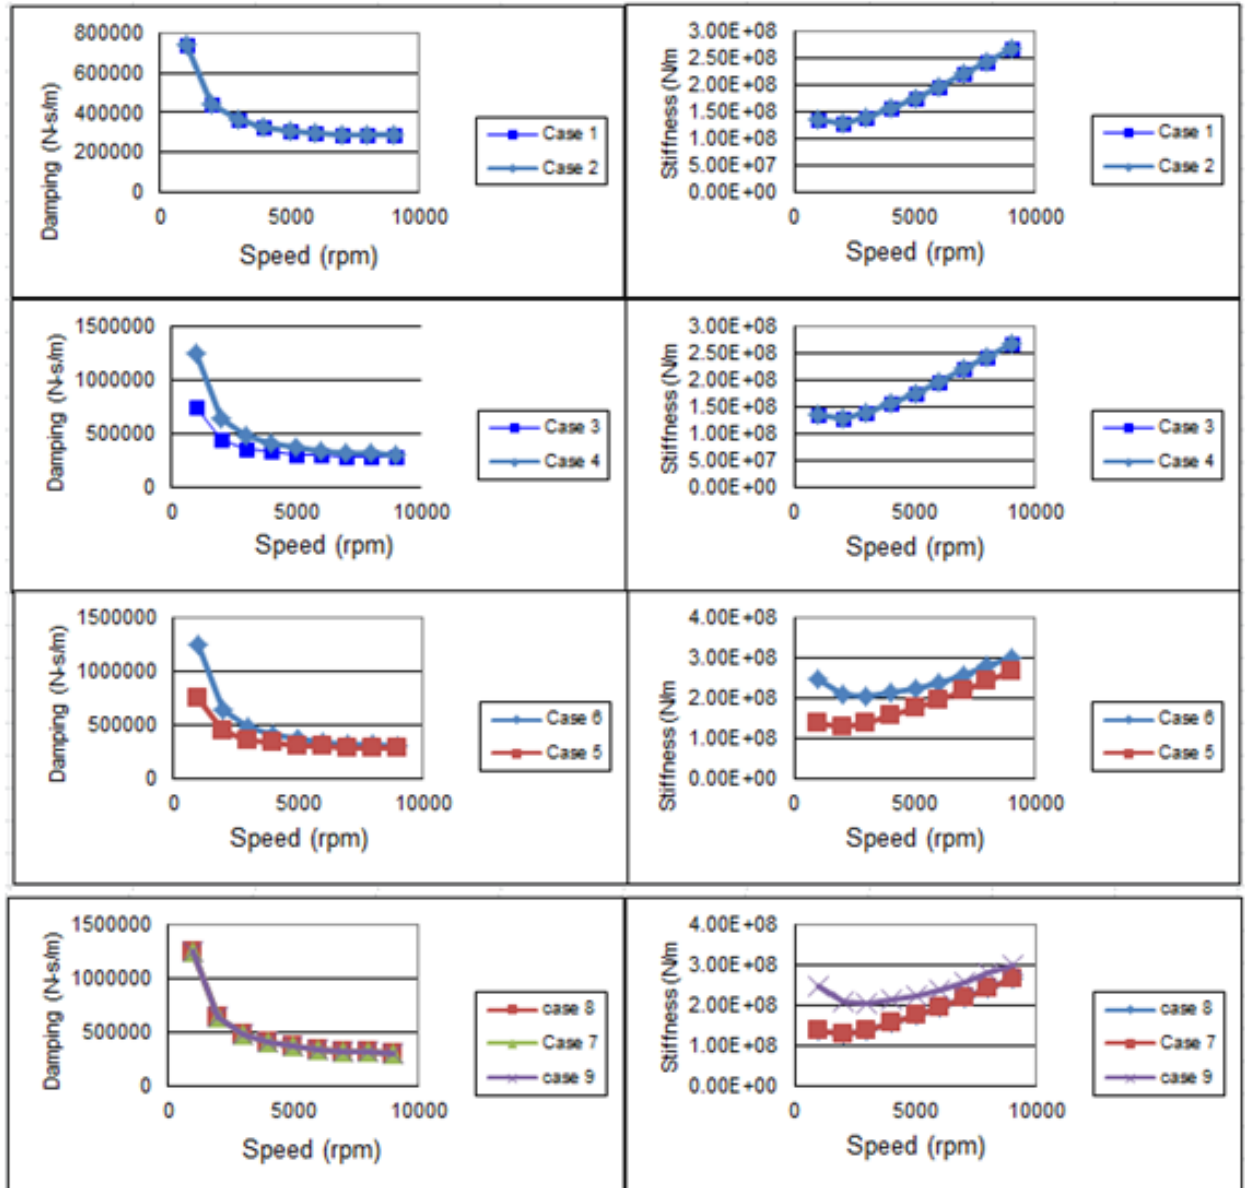 800000
600000
400000
200000
0
0
5000
10000
Damping (N-s/m)
Speed (rpm)
Case 1
Case 2
3.00E+08
2.50E+08
2.00E+08
1.50E+08
1.00E+08
5.00E+07
0.00E+00
0
5000
10000
Stiffness (N/m
Speed (rpm)
Case 1
Case 2
1500000
1000000
500000
0
0
5000
10000
Damping (N-s/m)
Speed (rpm)
Case 3
Case 4
3.00E+08
2.50E+08
2.00E+08
1.50E+08
1.00E+08
5.00E+07
0.00E+00
0
5000
10000
Stiffness (N/m
Speed (rpm)
Case 3
Case 4
1500000
1000000
500000
0
0
5000
10000
Damping (N-s/m)
Speed (rpm)
Case 6
Case 5
4.00E+08
3.00E+08
2.00E+08
1.00E+08
0.00E+00
0
5000
10000
Stiffness (N/m
Speed (rpm)
Case 6
Case 5
1500000
1000000
500000
0
0
5000
10000
Damping (N-s/m)
Speed (rpm)
case 8
Case 7
case 9
4.00E+08
3.00E+08
2.00E+08
1.00E+08
0.00E+00
0
5000
10000
Stiffness (N/m
Speed (rpm)
case 8
Case 7
case 9